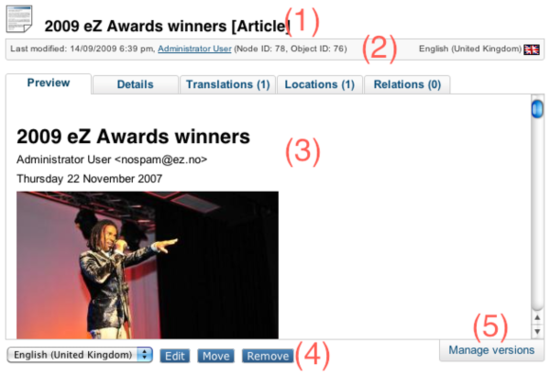 2009 eZ Awards winners [Article] (1)
Last modified: 14/09/2009 6:39 pm, Administrator User (Node ID: 78, Object ID: 76) (2) English (United Kingdom)
Preview Details Translations (1) Locations (1) Relations (0)
2009 eZ Awards winners
(3)
Administrator User <nospam@ez.no>
Thursday 22 November 2007
(5)
Manage versions
English (United Kingdom) Edit Move Remove (4)